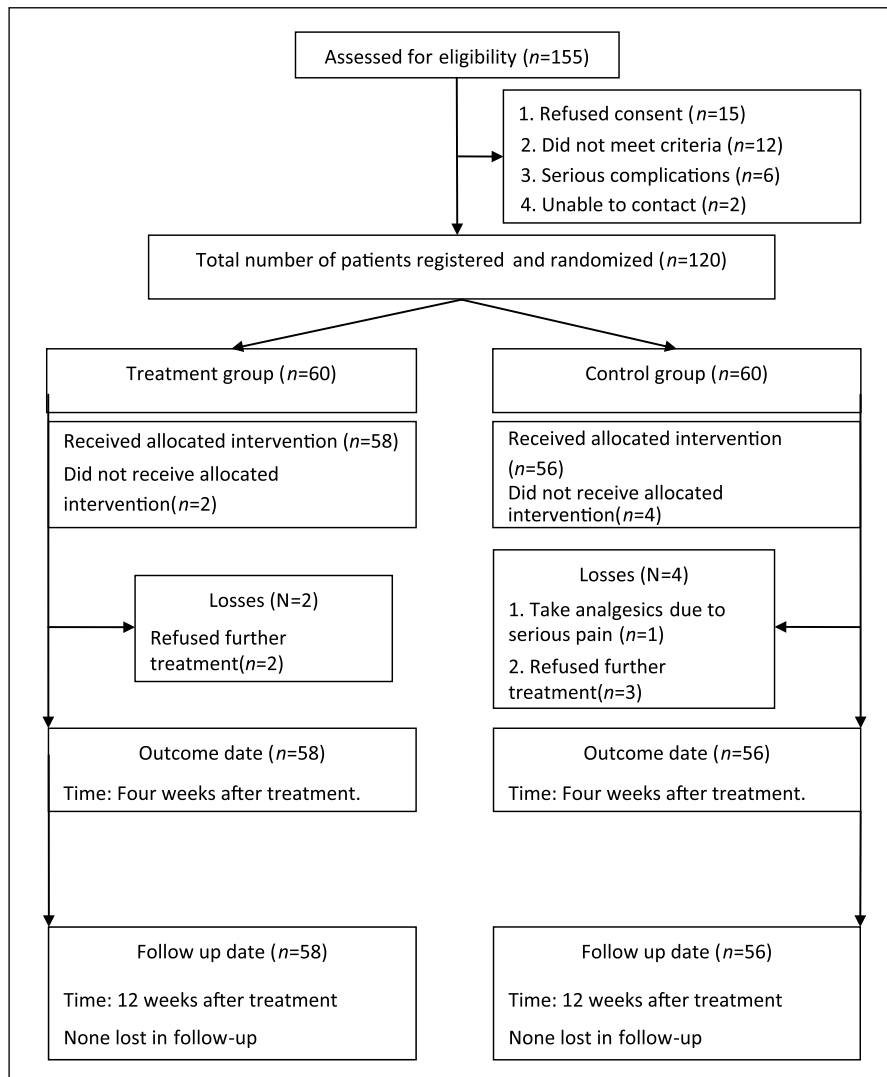 Assessed for eligibility (n=155)
1. Refused consent (n=15)
2. Did not meet criteria (n=12)
3. Serious complications (n=6)
4. Unable to contact (n=2)
Total number of patients registered and randomized (n=120)
Treatment group (n=60)
Received allocated intervention (n=58)
Did not receive allocated
intervention(n=2)
Losses (N=2)
Refused further
treatment(n=2)
Outcome date (n=58)
Time: Four weeks after treatment.
Follow up date (n=58)
Time: 12 weeks after treatment
None lost in follow-up
Control group (n=60)
Received allocated intervention
(n=56)
Did not receive allocated
intervention(n=4)
Losses (N=4)
1. Take analgesics due to
serious pain (n=1)
2. Refused further
treatment(n=3)
Outcome date (n=56)
Time: Four weeks after treatment.
Follow up date (n=56)
Time: 12 weeks after treatment
None lost in follow-up